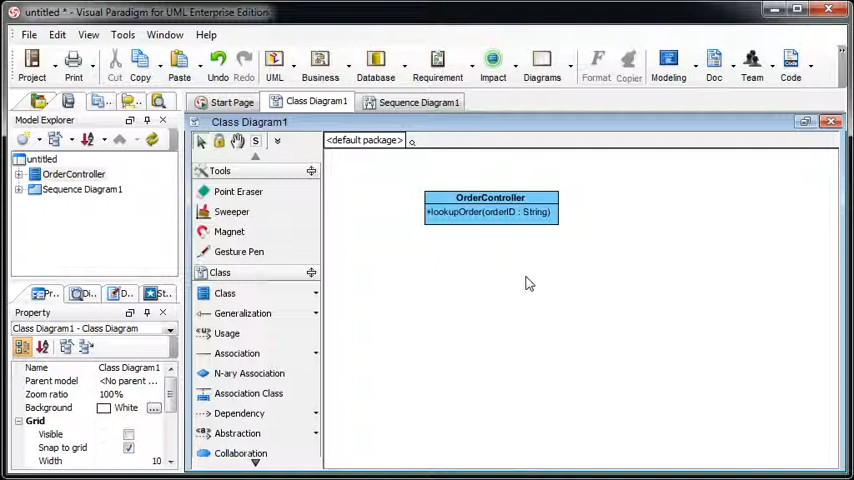 untitled * - Visual Paradigm for UML Enterprise Edition
File Edit View Tools Window Help
Project Print Cut Copy Paste Undo Redo UML Business Database Requirement Impact Diagrams Format Copier Modeling Doc Team Code
Start Page Class Diagram1 Sequence Diagram1
Model Explorer
Class Diagram1
<default package>
S
untitled
OrderController
Sequence Diagram1
Tools
Point Eraser
Sweeper
Magnet
Gesture Pen
Class
Class
Generalization
Usage
Association
N-ary Association
Association Class
Dependency
Abstraction
Collaboration
OrderController
+lookupOrder(orderID : String)
Pr... Di... D... St...
Property
Class Diagram1 - Class Diagram
Name Class Diagram1
Parent model <No parent ...
Zoom ratio 100%
Background White ...
Grid
Visible
Snap to grid
Width 10